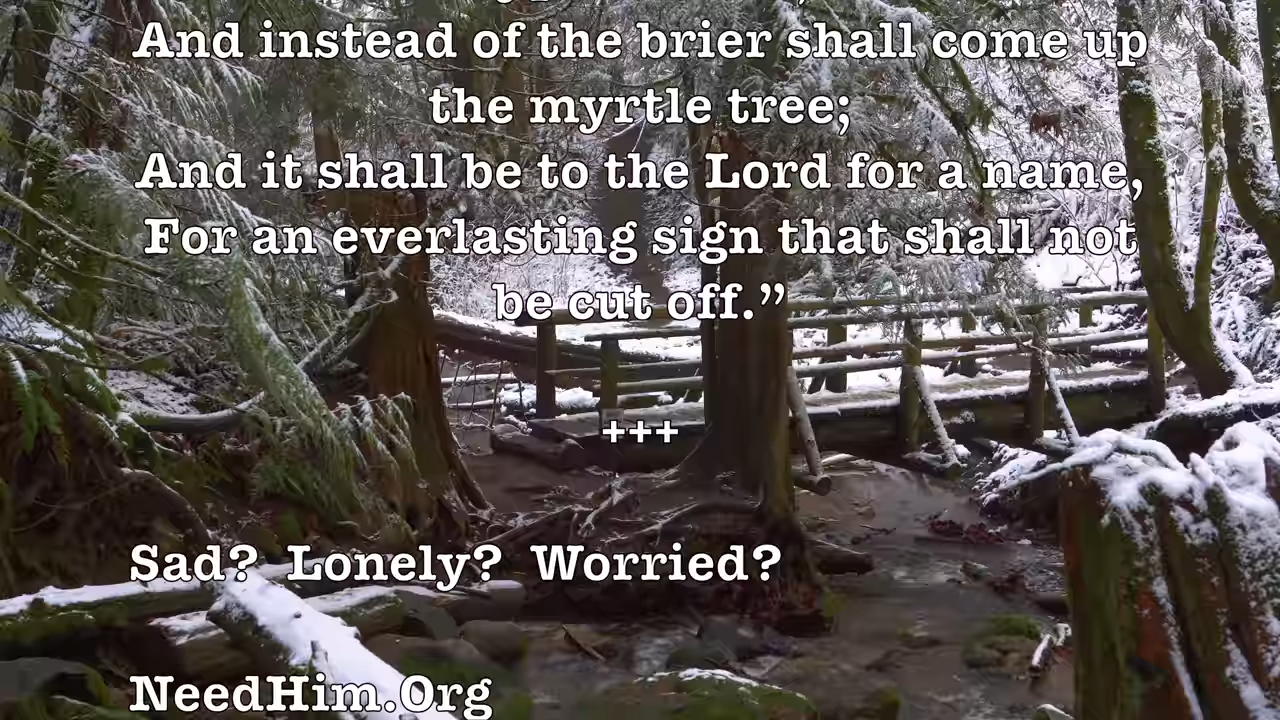 And instead of the brier shall come up
the myrtle tree;
And it shall be to the Lord for a name,
For an everlasting sign that shall not
be cut off.”
+++
Sad? Lonely? Worried?
NeedHim.Org